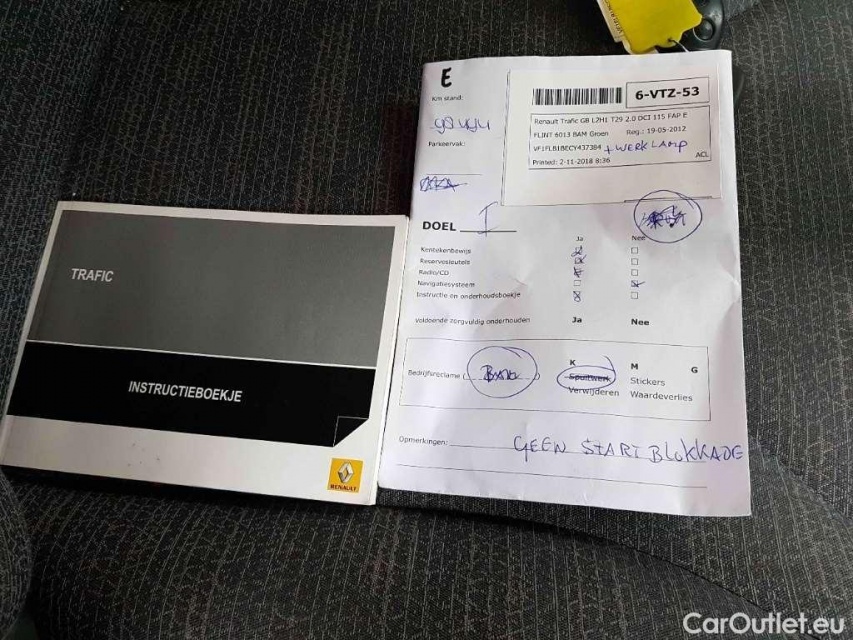 TRAFIC
INSTRUCTIEBOEKJE
RENAULT
E
Km stand:
Parkeervak:
6-VTZ-53
Renault Trafic GB L2H1 T29 2.0 DCI 115 FAP E
FLINT 6013 BAM Groen Reg.: 19-05-2012
VF1FLB1BECY437384 + WERKLAMP
Printed: 2-11-2018 8:36 ACL
DOEL I
Ja Nee
Kentekenbewijs
Reservesleutels
Radio/CD
Navigatiesysteem
Instructie en onderhoudsboekje
voldoende zorgvuldig onderhouden Ja Nee
K M G
Bedrijfsreclame Spuitwerk Stickers
Verwijderen Waardeverlies
Opmerkingen: GEEN START BLOKKADE
CarOutlet.eu